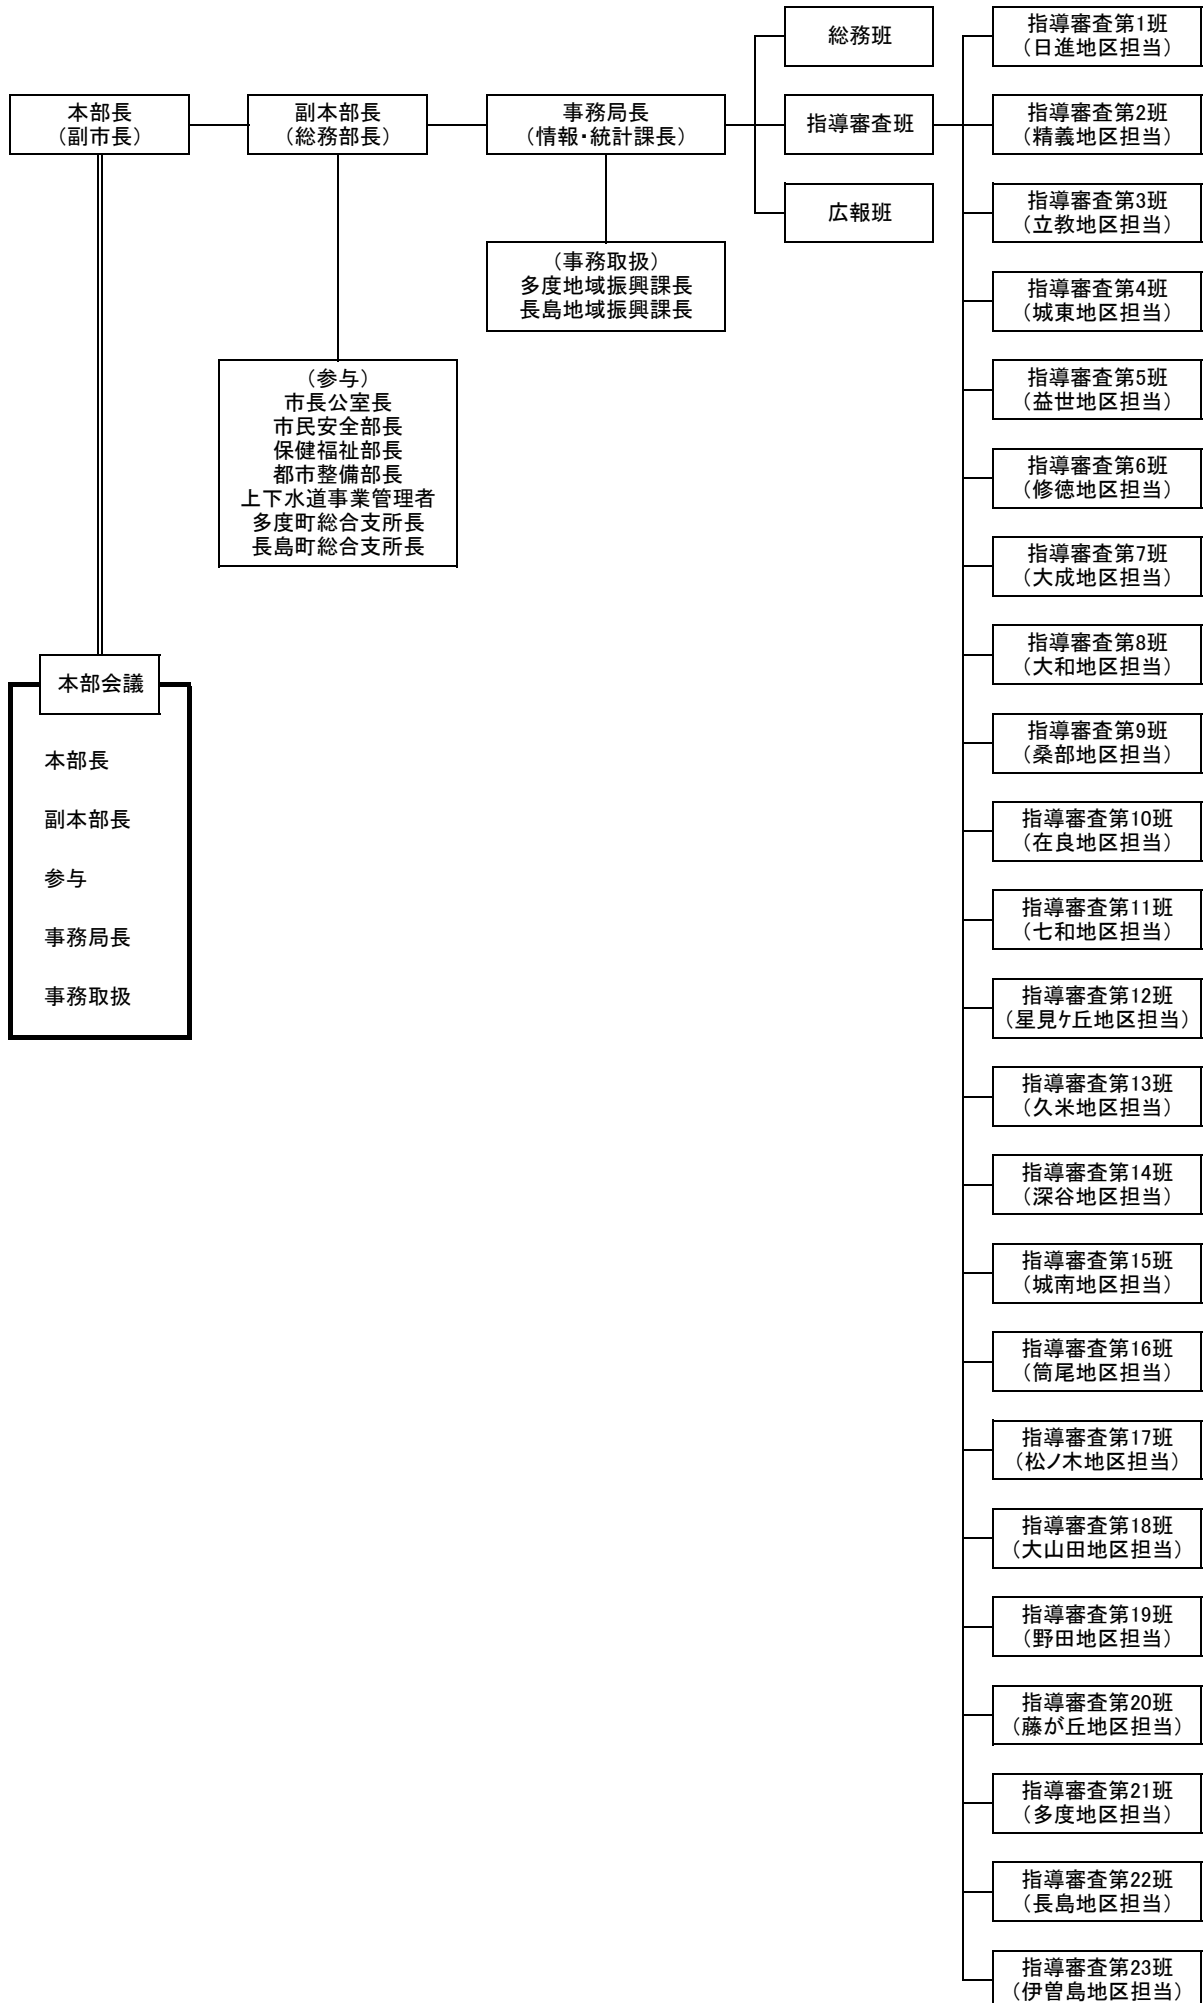 本部長
（副市長）
副本部長
（総務部長）
事務局長
（情報・統計課長）
総務班
指導審査班
広報班
（事務取扱）
多度地域振興課長
長島地域振興課長
（参与）
市長公室長
市民安全部長
保健福祉部長
都市整備部長
上下水道事業管理者
多度町総合支所長
長島町総合支所長
本部会議
本部長
副本部長
参与
事務局長
事務取扱
指導審査第1班
（日進地区担当）
指導審査第2班
（精義地区担当）
指導審査第3班
（立教地区担当）
指導審査第4班
（城東地区担当）
指導審査第5班
（益世地区担当）
指導審査第6班
（修徳地区担当）
指導審査第7班
（大成地区担当）
指導審査第8班
（大和地区担当）
指導審査第9班
（桑部地区担当）
指導審査第10班
（在良地区担当）
指導審査第11班
（七和地区担当）
指導審査第12班
（星見ケ丘地区担当）
指導審査第13班
（久米地区担当）
指導審査第14班
（深谷地区担当）
指導審査第15班
（城南地区担当）
指導審査第16班
（筒尾地区担当）
指導審査第17班
（松ノ木地区担当）
指導審査第18班
（大山田地区担当）
指導審査第19班
（野田地区担当）
指導審査第20班
（藤が丘地区担当）
指導審査第21班
（多度地区担当）
指導審査第22班
（長島地区担当）
指導審査第23班
（伊曽島地区担当）